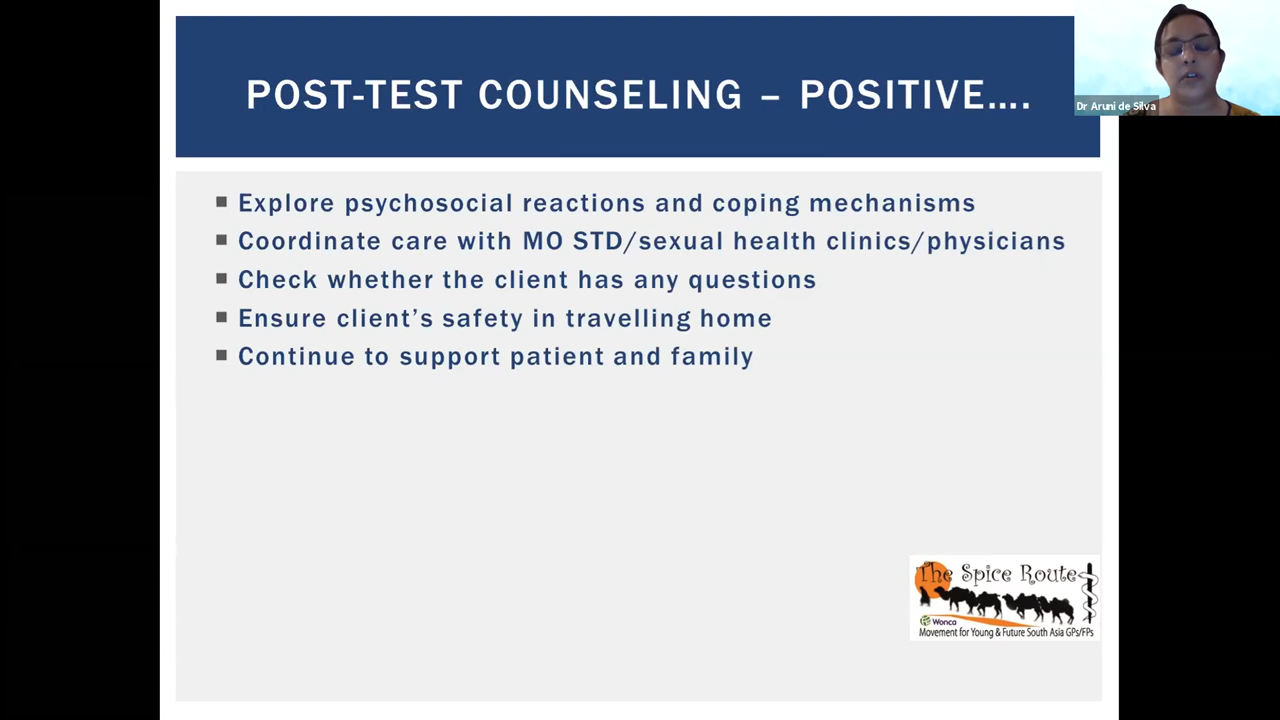 POST-TEST COUNSELING – POSITIVE....
Dr Aruni de Silva
Explore psychosocial reactions and coping mechanisms
Coordinate care with MO STD/sexual health clinics/physicians
Check whether the client has any questions
Ensure client’s safety in travelling home
Continue to support patient and family
The Spice Route
Wonca
Movement for Young & Future South Asia GPs/FPs